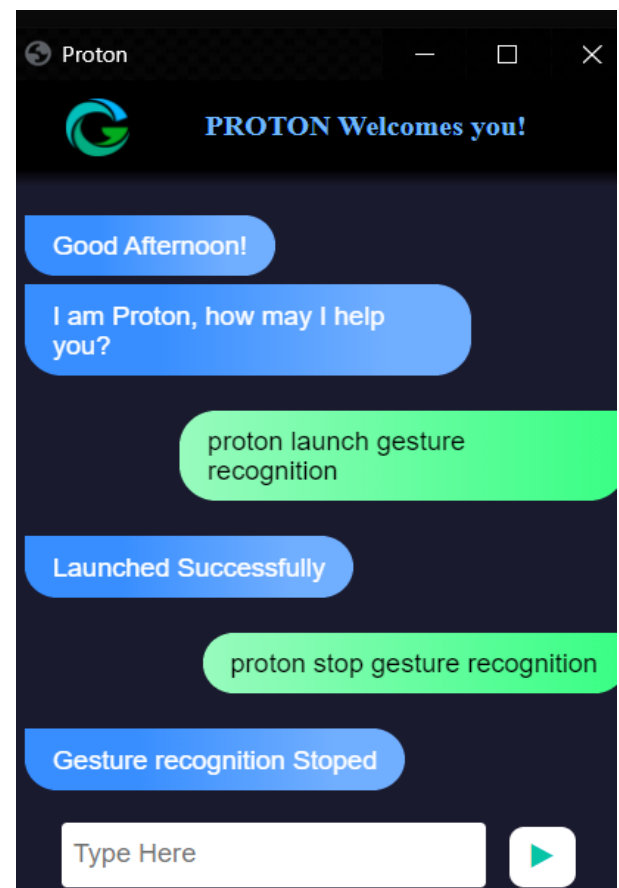 Proton
PROTON Welcomes you!
Good Afternoon!
I am Proton, how may I help
you?
proton launch gesture
recognition
Launched Successfully
proton stop gesture recognition
Gesture recognition Stoped
Type Here